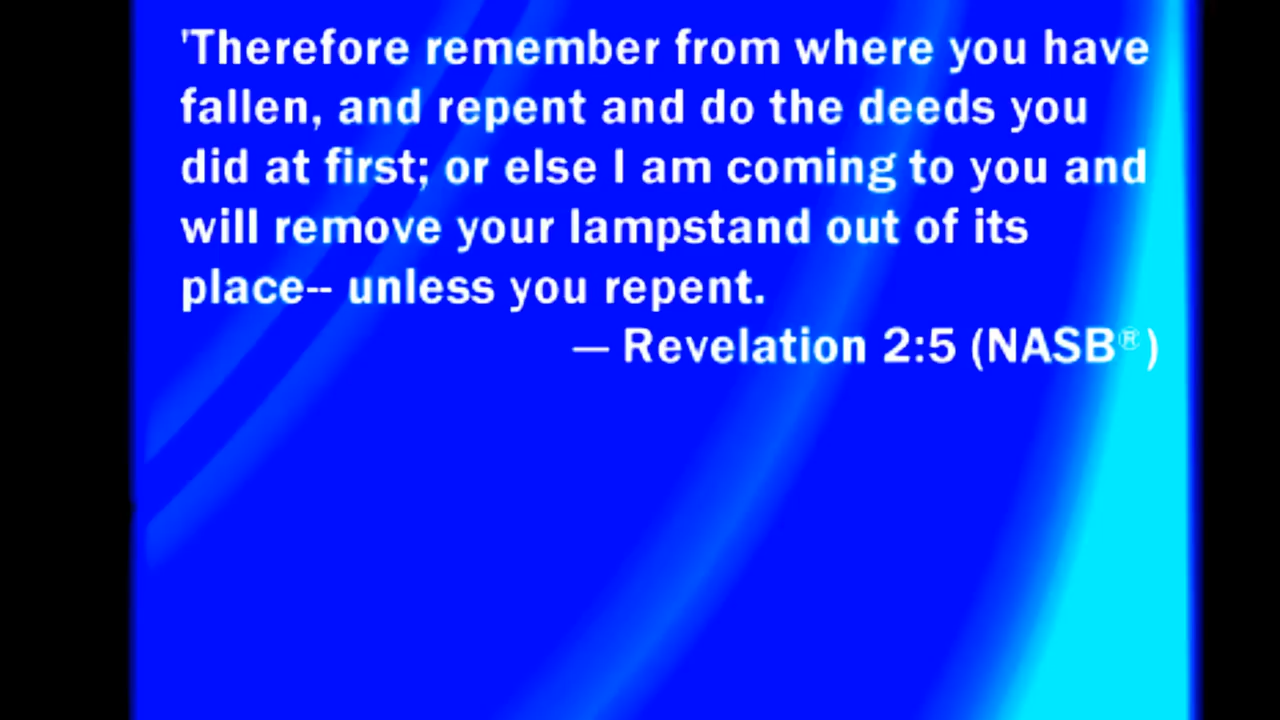 'Therefore remember from where you have
fallen, and repent and do the deeds you
did at first; or else I am coming to you and
will remove your lampstand out of its
place-- unless you repent.
— Revelation 2:5 (NASB®)